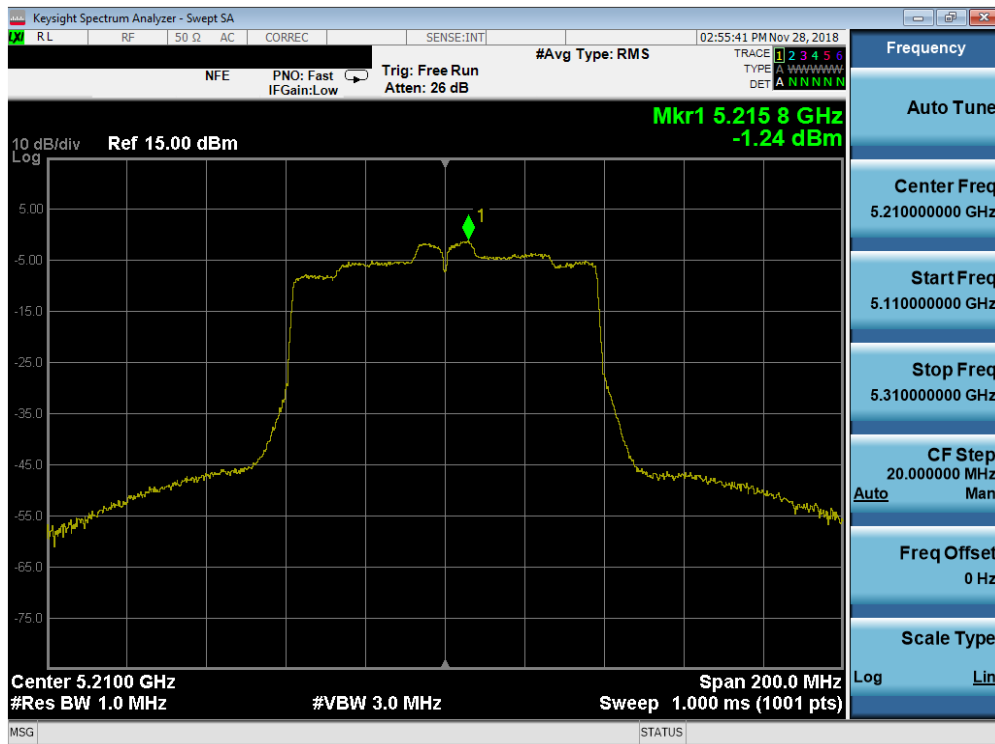 Keysight Spectrum Analyzer - Swept SA
LXI RL RF 50 Ω AC CORREC SENSE:INT 02:55:41 PM Nov 28, 2018
#Avg Type: RMS TRACE 1 2 3 4 5 6
NFE PNO: Fast Trig: Free Run TYPE A WWWWW
IFGain:Low Atten: 26 dB DET A N N N N N
Mkr1 5.215 8 GHz
-1.24 dBm
10 dB/div Ref 15.00 dBm
Log
1
5.00
-5.00
-15.0
-25.0
-35.0
-45.0
-55.0
-65.0
-75.0
Center 5.2100 GHz Span 200.0 MHz
#Res BW 1.0 MHz #VBW 3.0 MHz Sweep 1.000 ms (1001 pts)
MSG STATUS
Frequency
Auto Tune
Center Freq
5.210000000 GHz
Start Freq
5.110000000 GHz
Stop Freq
5.310000000 GHz
CF Step
20.000000 MHz
Auto Man
Freq Offset
0 Hz
Scale Type
Log Lin